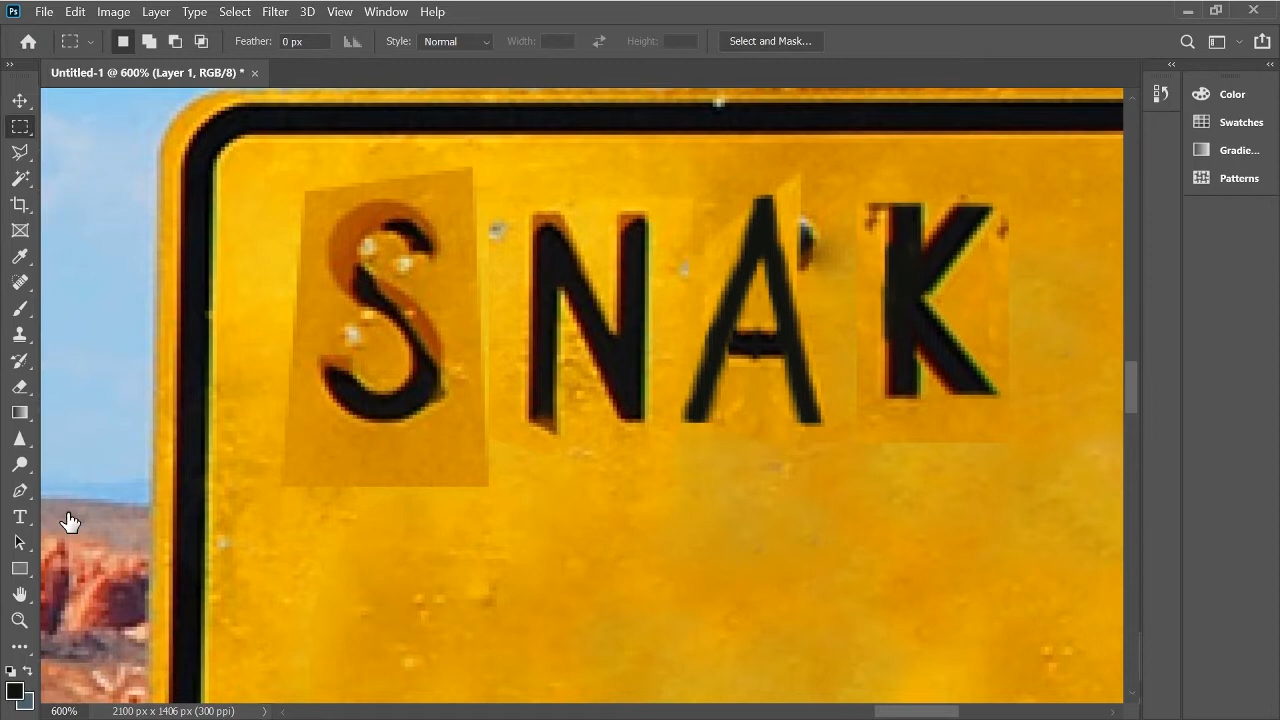 Ps File Edit Image Layer Type Select Filter 3D View Window Help
Feather: 0 px Style: Normal Width: Height: Select and Mask...
Untitled-1 @ 600% (Layer 1, RGB/8) *
Color
Swatches
Gradie...
Patterns
SNAK
T
600% 2100 px x 1406 px (300 ppi)